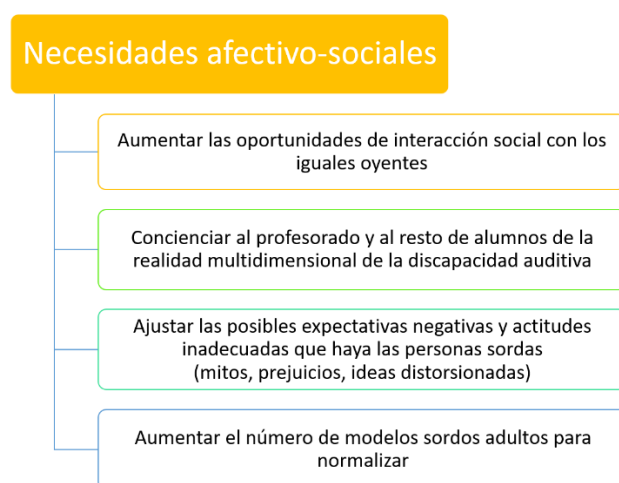 Necesidades afectivo-sociales
Aumentar las oportunidades de interacción social con los
iguales oyentes
Concienciar al profesorado y al resto de alumnos de la
realidad multidimensional de la discapacidad auditiva
Ajustar las posibles expectativas negativas y actitudes
inadecuadas que haya las personas sordas
(mitos, prejuicios, ideas distorsionadas)
Aumentar el número de modelos sordos adultos para
normalizar